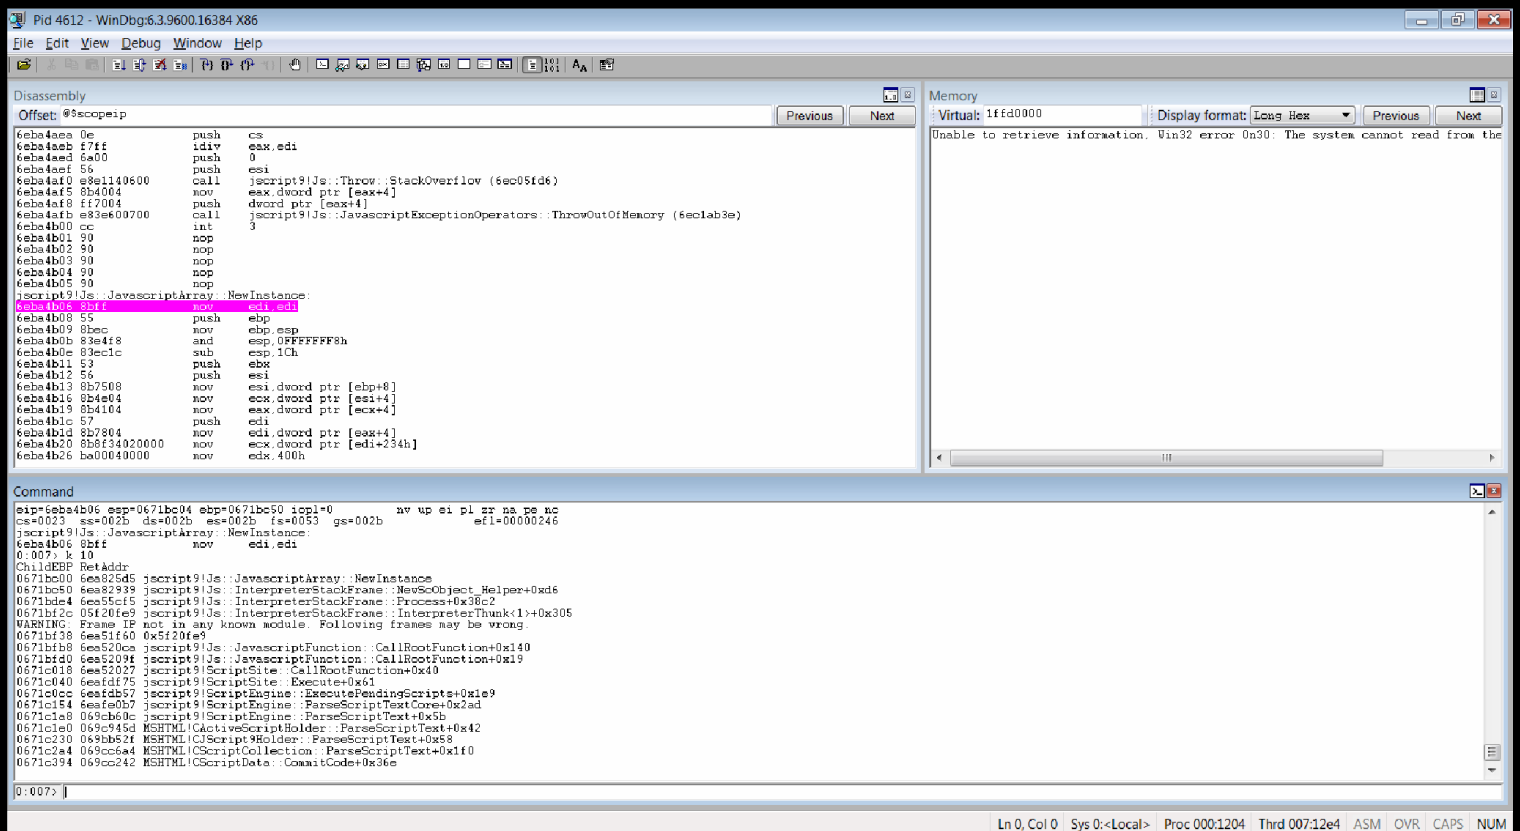 Pid 4612 - WinDbg:6.3.9600.16384 X86
File Edit View Debug Window Help
Disassembly
Offset: @$scopeip
Previous Next
6eba4aea 0e push cs
6eba4aeb f7ff idiv eax,edi
6eba4aed 6a00 push 0
6eba4aef 56 push esi
6eba4af0 e8e1140600 call jscript9!Js::Throw::StackOverflow (6ec05fd6)
6eba4af5 8b4004 mov eax,dword ptr [eax+4]
6eba4af8 ff7004 push dword ptr [eax+4]
6eba4afb e83e600700 call jscript9!Js::JavascriptExceptionOperators::ThrowOutOfMemory (6ec1ab3e)
6eba4b00 cc int 3
6eba4b01 90 nop
6eba4b02 90 nop
6eba4b03 90 nop
6eba4b04 90 nop
6eba4b05 90 nop
jscript9!Js::JavascriptArray::NewInstance:
6eba4b06 8bff mov edi,edi
6eba4b08 55 push ebp
6eba4b09 8bec mov ebp,esp
6eba4b0b 83e4f8 and esp,0FFFFFFF8h
6eba4b0e 83ec1c sub esp,1Ch
6eba4b11 53 push ebx
6eba4b12 56 push esi
6eba4b13 8b7508 mov esi,dword ptr [ebp+8]
6eba4b16 8b4e04 mov ecx,dword ptr [esi+4]
6eba4b19 8b4104 mov eax,dword ptr [ecx+4]
6eba4b1c 57 push edi
6eba4b1d 8b7804 mov edi,dword ptr [eax+4]
6eba4b20 8b8f34020000 mov ecx,dword ptr [edi+234h]
6eba4b26 ba00040000 mov edx,400h
Memory
Virtual: 1ffd0000 Display format: Long Hex Previous Next
Unable to retrieve information, Win32 error 0n30: The system cannot read from the
Command
eip=6eba4b06 esp=0671bc04 ebp=0671bc50 iopl=0 nv up ei pl zr na pe nc
cs=0023 ss=002b ds=002b es=002b fs=0053 gs=002b efl=00000246
jscript9!Js::JavascriptArray::NewInstance:
6eba4b06 8bff mov edi,edi
0:007> k 10
ChildEBP RetAddr
0671bc00 6ea825d5 jscript9!Js::JavascriptArray::NewInstance
0671bc50 6ea82939 jscript9!Js::InterpreterStackFrame::NewScObject_Helper+0xd6
0671bde4 6ea55cf5 jscript9!Js::InterpreterStackFrame::Process+0x38c2
0671bf2c 05f20fe9 jscript9!Js::InterpreterStackFrame::InterpreterThunk<1>+0x305
WARNING: Frame IP not in any known module. Following frames may be wrong.
0671bf38 6ea51f60 0x5f20fe9
0671bfb8 6ea520ca jscript9!Js::JavascriptFunction::CallRootFunction+0x140
0671bfd0 6ea5209f jscript9!Js::JavascriptFunction::CallRootFunction+0x19
0671c018 6ea52027 jscript9!ScriptSite::CallRootFunction+0x40
0671c040 6eafdf75 jscript9!ScriptSite::Execute+0x61
0671c0cc 6eafdb57 jscript9!ScriptEngine::ExecutePendingScripts+0x1e9
0671c154 6eafe0b7 jscript9!ScriptEngine::ParseScriptTextCore+0x2ad
0671c1a8 069cb60c jscript9!ScriptEngine::ParseScriptText+0x5b
0671c1e0 069c945d MSHTML!CActiveScriptHolder::ParseScriptText+0x42
0671c230 069bb52f MSHTML!CJScript9Holder::ParseScriptText+0x58
0671c2a4 069cc6a4 MSHTML!CScriptCollection::ParseScriptText+0x1f0
0671c394 069cc242 MSHTML!CScriptData::CommitCode+0x36e
0:007>
Ln 0, Col 0 Sys 0:<Local> Proc 000:1204 Thrd 007:12e4 ASM OVR CAPS NUM